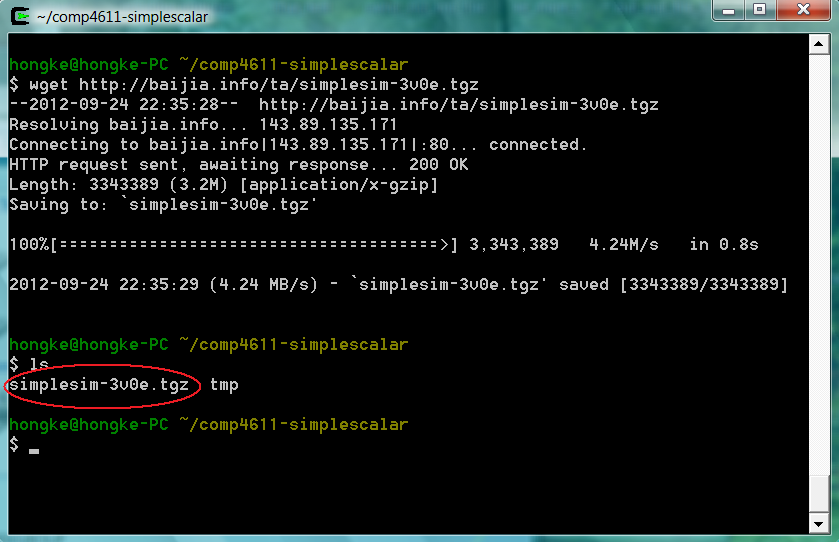 ~/comp4611-simplescalar
hongke@hongke-PC ~/comp4611-simplescalar
$ wget http://baijia.info/ta/simplesim-3v0e.tgz
--2012-09-24 22:35:28--  http://baijia.info/ta/simplesim-3v0e.tgz
Resolving baijia.info... 143.89.135.171
Connecting to baijia.info|143.89.135.171|:80... connected.
HTTP request sent, awaiting response... 200 OK
Length: 3343389 (3.2M) [application/x-gzip]
Saving to: `simplesim-3v0e.tgz'
100%[======================================>] 3,343,389   4.24M/s   in 0.8s
2012-09-24 22:35:29 (4.24 MB/s) - `simplesim-3v0e.tgz' saved [3343389/3343389]
hongke@hongke-PC ~/comp4611-simplescalar
$ ls
simplesim-3v0e.tgz  tmp
hongke@hongke-PC ~/comp4611-simplescalar
$